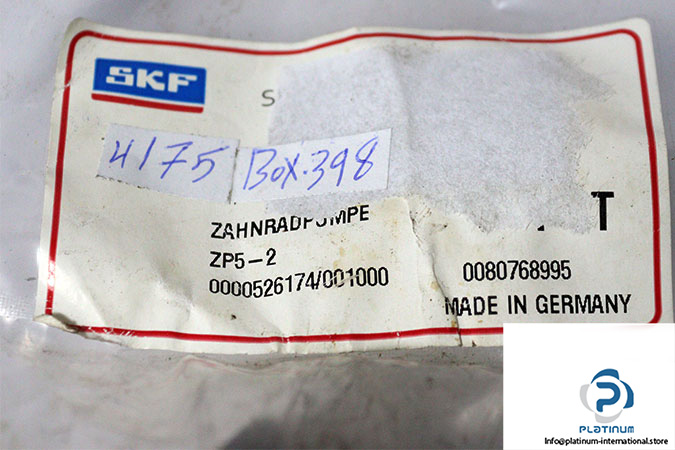 SKF
S
4175 Box.398
T
ZAHNRADPUMPE
ZP5-2
0000526174/001000
0080768995
MADE IN GERMANY
PLATINUM
Info@platinum-international.store